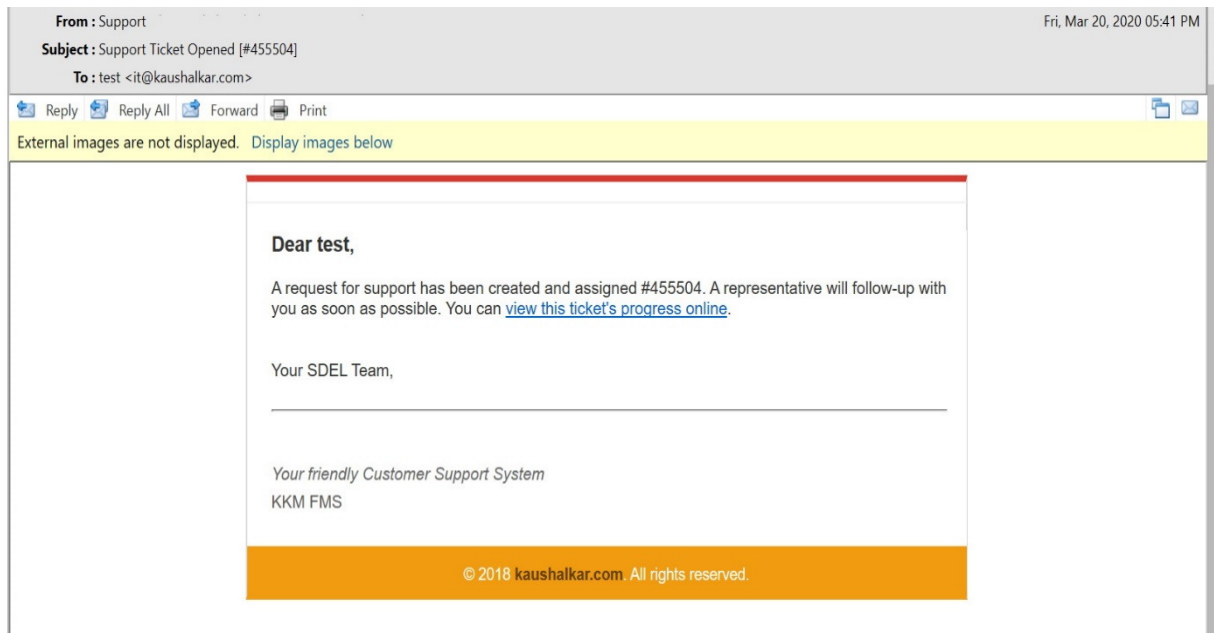 From : Support
Fri, Mar 20, 2020 05:41 PM
Subject : Support Ticket Opened [#455504]
To : test <it@kaushalkar.com>
Reply Reply All Forward Print
External images are not displayed. Display images below
Dear test,
A request for support has been created and assigned #455504. A representative will follow-up with
you as soon as possible. You can view this ticket's progress online.
Your SDEL Team,
Your friendly Customer Support System
KKM FMS
© 2018 kaushalkar.com. All rights reserved.